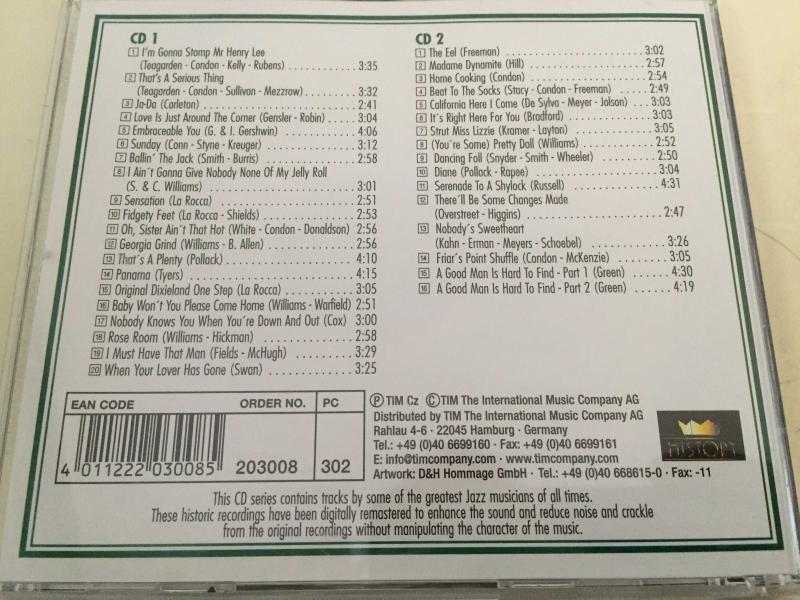 CD 1
1 I'm Gonna Stomp Mr Henry Lee
(Teagarden - Condon - Kelly - Rubens) ............ 3:35
2 That's A Serious Thing
(Teagarden - Condon - Sullivan - Mezzrow) ......... 3:32
3 Ja-Da (Carleton) ............................ 2:41
4 Love Is Just Around The Corner (Gensler - Robin) .... 3:04
5 Embraceable You (G. & I. Gershwin) ............. 4:06
6 Sunday (Conn - Styne - Kreuger) ............... 3:12
7 Ballin' The Jack (Smith - Burris) ................ 2:58
8 I Ain't Gonna Give Nobody None Of My Jelly Roll
(S. & C. Williams) .......................... 3:01
9 Sensation (La Rocca) ........................ 2:51
10 Fidgety Feet (La Rocca - Shields) ............... 2:53
11 Oh, Sister Ain't That Hot (White - Condon - Donaldson) 2:56
12 Georgia Grind (Williams - B. Allen) .............. 2:56
13 That's A Plenty (Pollack) ...................... 4:10
14 Panama (Tyers) ............................ 4:15
15 Original Dixieland One Step (La Rocca) ........... 3:05
16 Baby Won't You Please Come Home (Williams - Warfield) 2:51
17 Nobody Knows You When You're Down And Out (Cox) 3:00
18 Rose Room (Williams - Hickman) ............... 2:58
19 I Must Have That Man (Fields - McHugh) ......... 3:29
20 When Your Lover Has Gone (Swan) ............. 3:25
CD 2
1 The Eel (Freeman) ........................ 3:02
2 Madame Dynamite (Hill) .................... 2:57
3 Home Cooking (Condon) .................... 2:54
4 Beat To The Socks (Stacy - Condon - Freeman) .... 2:49
5 California Here I Come (De Sylva - Meyer - Jolson) ... 3:03
6 It's Right Here For You (Bradford) .............. 3:03
7 Strut Miss Lizzie (Kramer - Layton) .............. 3:05
8 (You're Some) Pretty Doll (Williams) ............. 2:52
9 Dancing Foll (Snyder - Smith - Wheeler) .......... 2:50
10 Diane (Pollack - Rapee) ...................... 3:04
11 Serenade To A Shylock (Russell) ................ 4:31
12 There'll Be Some Changes Made
(Overstreet - Higgins) ........................ 2:47
13 Nobody's Sweetheart
(Kahn - Erman - Meyers - Schoebel) ............. 3:26
14 Friar's Point Shuffle (Condon - McKenzie) ......... 3:05
15 A Good Man Is Hard To Find - Part 1 (Green) ...... 4:30
16 A Good Man Is Hard To Find - Part 2 (Green) ...... 4:19
EAN CODE ORDER NO. PC
4 011222 030085 203008 302
Ⓟ TIM Cz ©TIM The International Music Company AG
Distributed by TIM The International Music Company AG
Rahlau 4-6 · 22045 Hamburg · Germany
Tel.: +49 (0)40 6699160 · Fax: +49 (0)40 6699161
E: info@timcompany.com · www.timcompany.com
Artwork: D&H Hommage GmbH · Tel.: +49 (0)40 668615-0 · Fax: -11
HISTORY
This CD series contains tracks by some of the greatest Jazz musicians of all times.
These historic recordings have been digitally remastered to enhance the sound and reduce noise and crackle
from the original recordings without manipulating the character of the music.